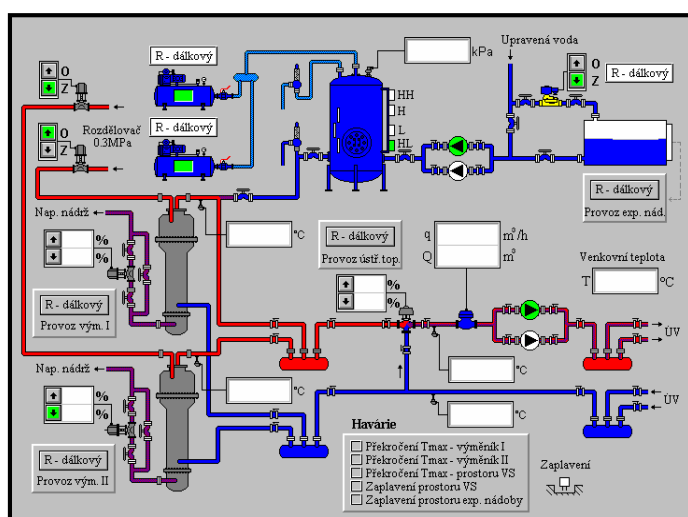 R - dálkový
kPa
Upravená voda
O
Z
R - dálkový
O
Z
HH
H
L
HL
R - dálkový
Rozdělovač
0.3MPa
O
Z
R - dálkový
Provoz exp. nád.
Nap. nádrž
°C
R - dálkový
Provoz ústř.top.
q
Q
m³/h
m³
Venkovní teplota
T
°C
%
%
R - dálkový
Provoz vým. I
%
%
ÚV
°C
Nap. nádrž
°C
°C
ÚV
%
%
R - dálkový
Provoz vým. II
Havárie
Překročení Tmax - výměník I
Překročení Tmax - výměník II
Překročení Tmax - prostoru VS
Zaplavení prostoru VS
Zaplavení prostoru exp. nádoby
Zaplavení